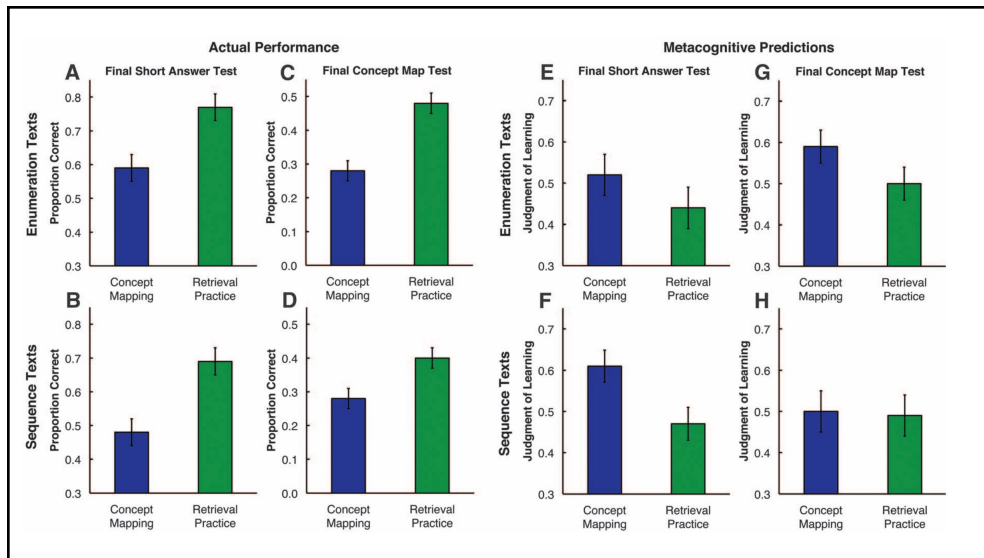 Actual Performance
Metacognitive Predictions
A
Final Short Answer Test
Enumeration Texts
Proportion Correct
0.8
0.7
0.6
0.5
0.4
0.3
Concept
Mapping
Retrieval
Practice
C
Final Concept Map Test
Proportion Correct
0.5
0.4
0.3
0.2
0.1
0.0
Concept
Mapping
Retrieval
Practice
E
Final Short Answer Test
Enumeration Texts
Judgment of Learning
0.7
0.6
0.5
0.4
0.3
Concept
Mapping
Retrieval
Practice
G
Final Concept Map Test
Judgment of Learning
0.7
0.6
0.5
0.4
0.3
Concept
Mapping
Retrieval
Practice
B
Sequence Texts
Proportion Correct
0.8
0.7
0.6
0.5
0.4
0.3
Concept
Mapping
Retrieval
Practice
D
Proportion Correct
0.5
0.4
0.3
0.2
0.1
0.0
Concept
Mapping
Retrieval
Practice
F
Sequence Texts
Judgment of Learning
0.7
0.6
0.5
0.4
0.3
Concept
Mapping
Retrieval
Practice
H
Judgment of Learning
0.7
0.6
0.5
0.4
0.3
Concept
Mapping
Retrieval
Practice